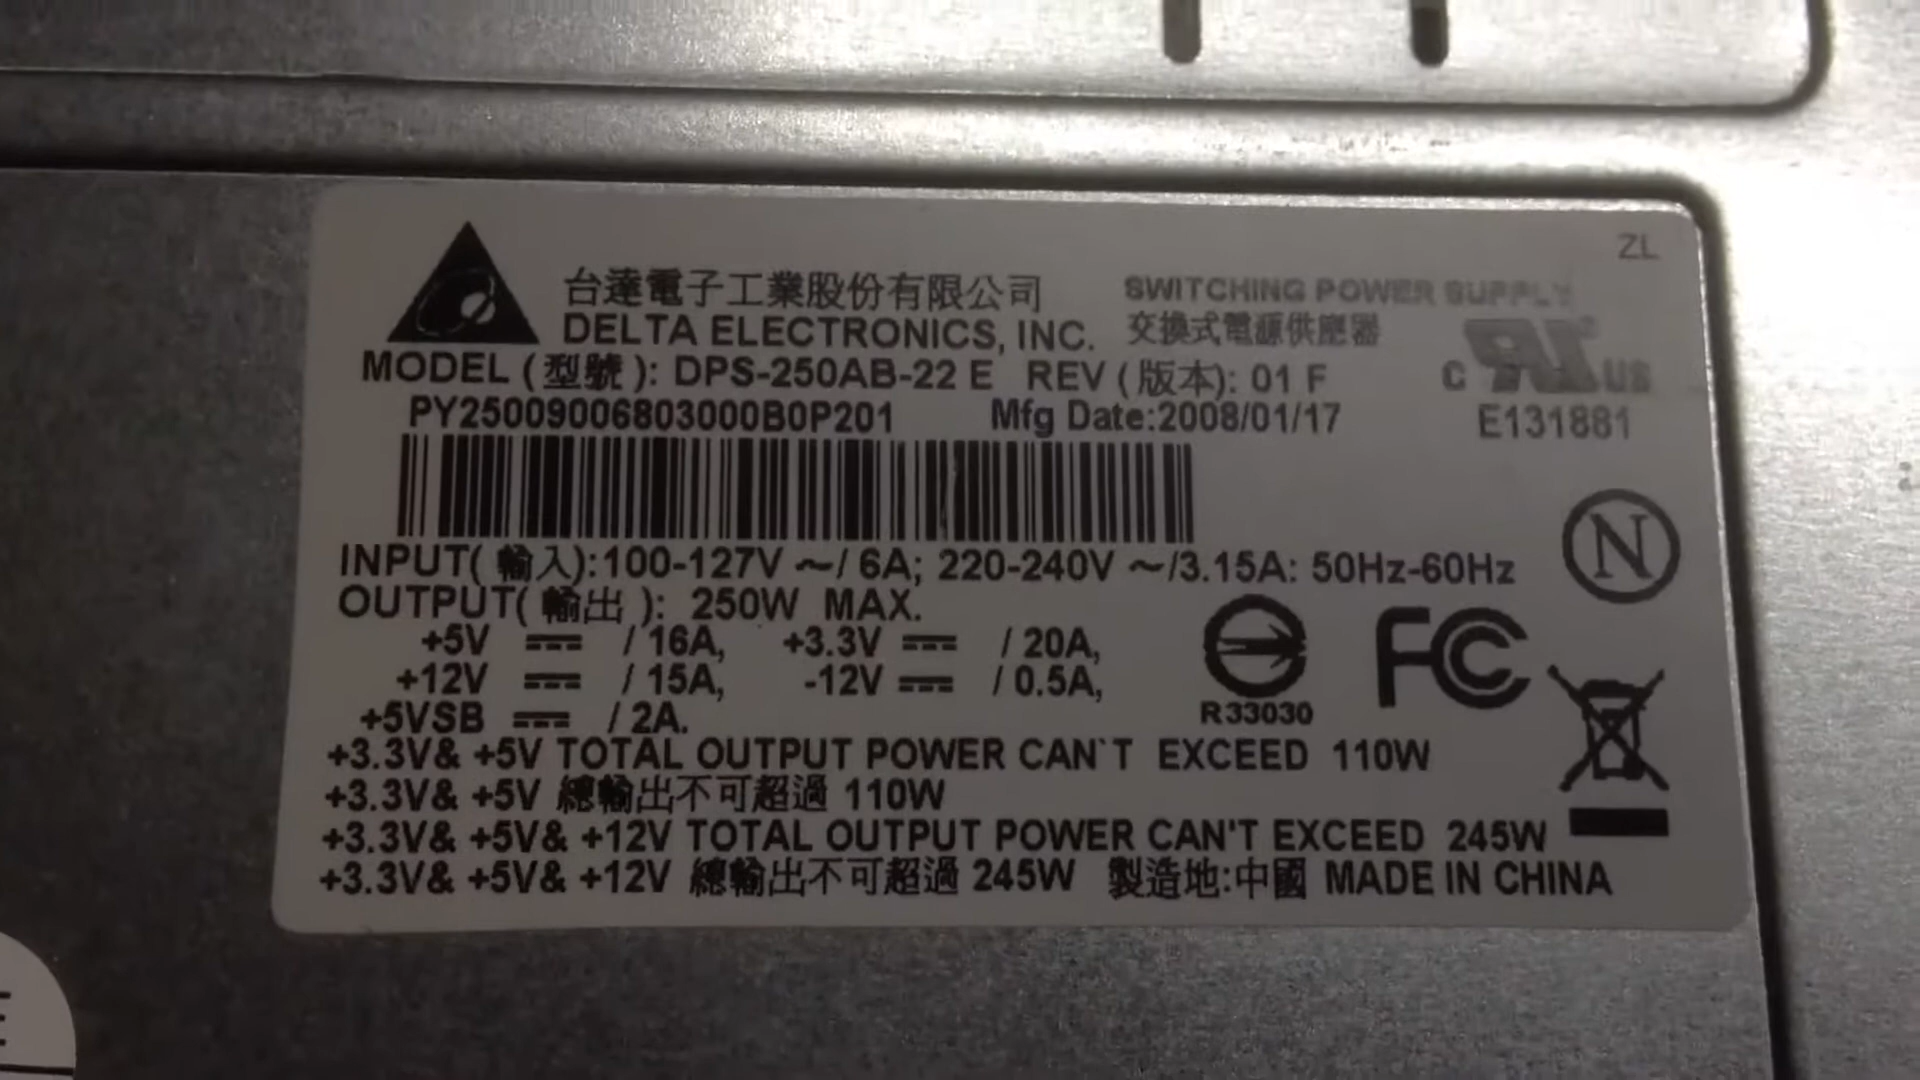 ZL
台達電子工業股份有限公司 SWITCHING POWER SUPPLY
DELTA ELECTRONICS, INC. 交換式電源供應器
MODEL (型號): DPS-250AB-22 E REV (版本): 01 F
C UL US
PY25009006803000B0P201 Mfg Date:2008/01/17 E131881
N
INPUT(輸入):100-127V ～/ 6A; 220-240V ～/3.15A: 50Hz-60Hz
OUTPUT(輸出): 250W MAX.
+5V / 16A, +3.3V / 20A,
+12V / 15A, -12V / 0.5A,
+5VSB / 2A.
FC
R33030
+3.3V& +5V TOTAL OUTPUT POWER CAN`T EXCEED 110W
+3.3V& +5V 總輸出不可超過 110W
+3.3V& +5V& +12V TOTAL OUTPUT POWER CAN'T EXCEED 245W
+3.3V& +5V& +12V 總輸出不可超過 245W 製造地:中國 MADE IN CHINA
E